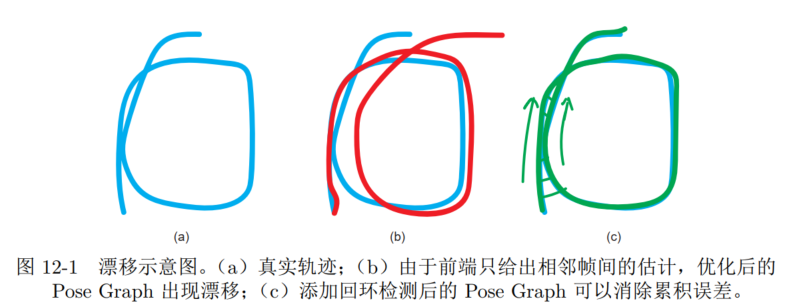 (a)
(b)
(c)
图 12-1 漂移示意图。（a）真实轨迹；（b）由于前端只给出相邻帧间的估计，优化后的
Pose Graph 出现漂移；（c）添加回环检测后的 Pose Graph 可以消除累积误差。